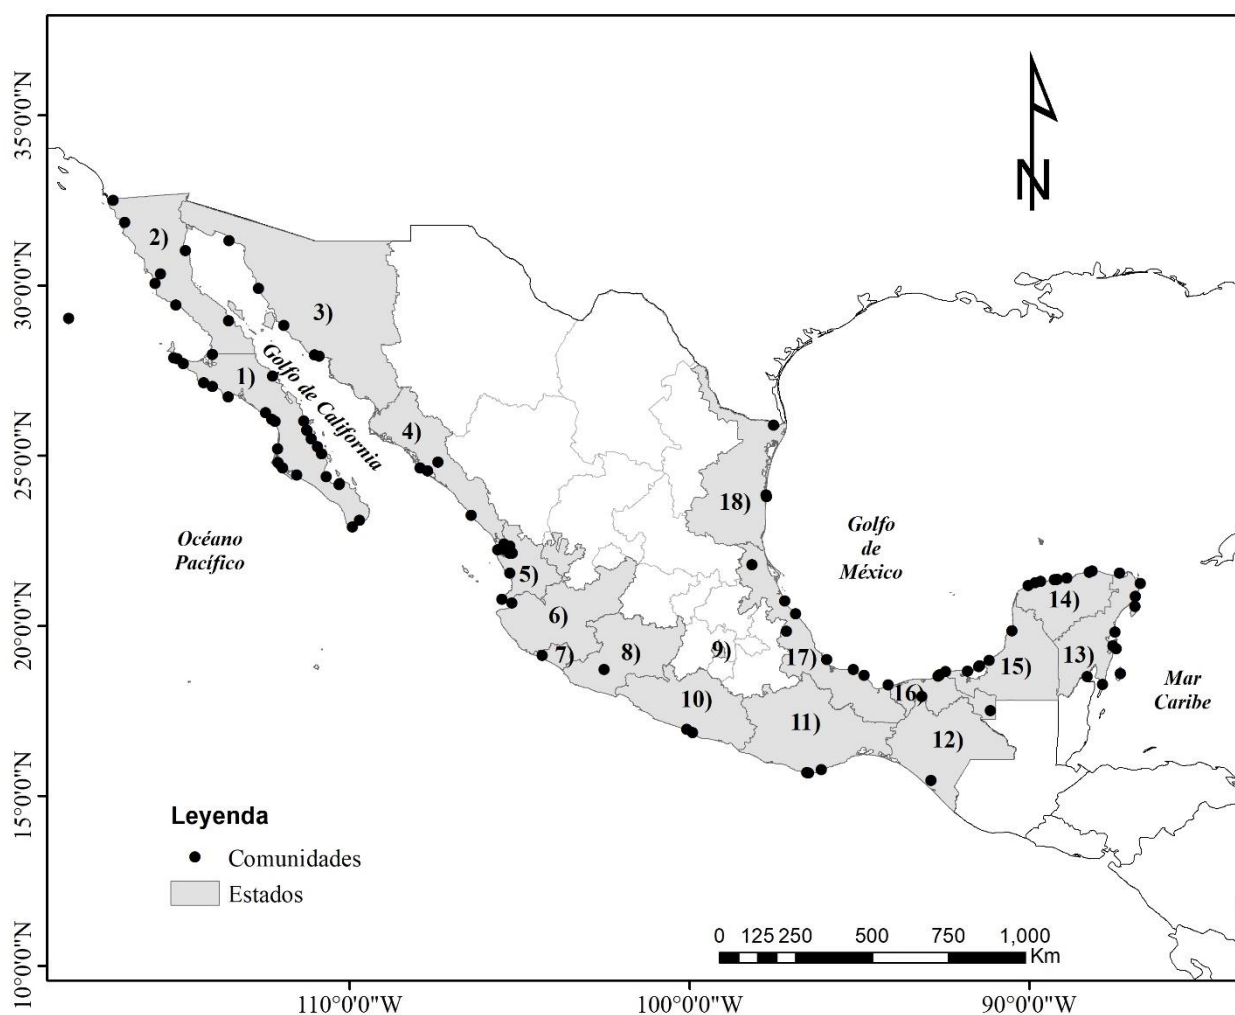 35°0'0"N
30°0'0"N
25°0'0"N
20°0'0"N
15°0'0"N
10°0'0"N
N
2)
3)
1)
Golfo de California
4)
18)
Océano
Pacífico
Golfo
de
México
5)
6)
14)
7)
8)
9)
17)
15)
13)
16)
Mar
Caribe
10)
11)
12)
Leyenda
Comunidades
Estados
0 125 250 500 750 1,000
Km
110°0'0"W 100°0'0"W 90°0'0"W